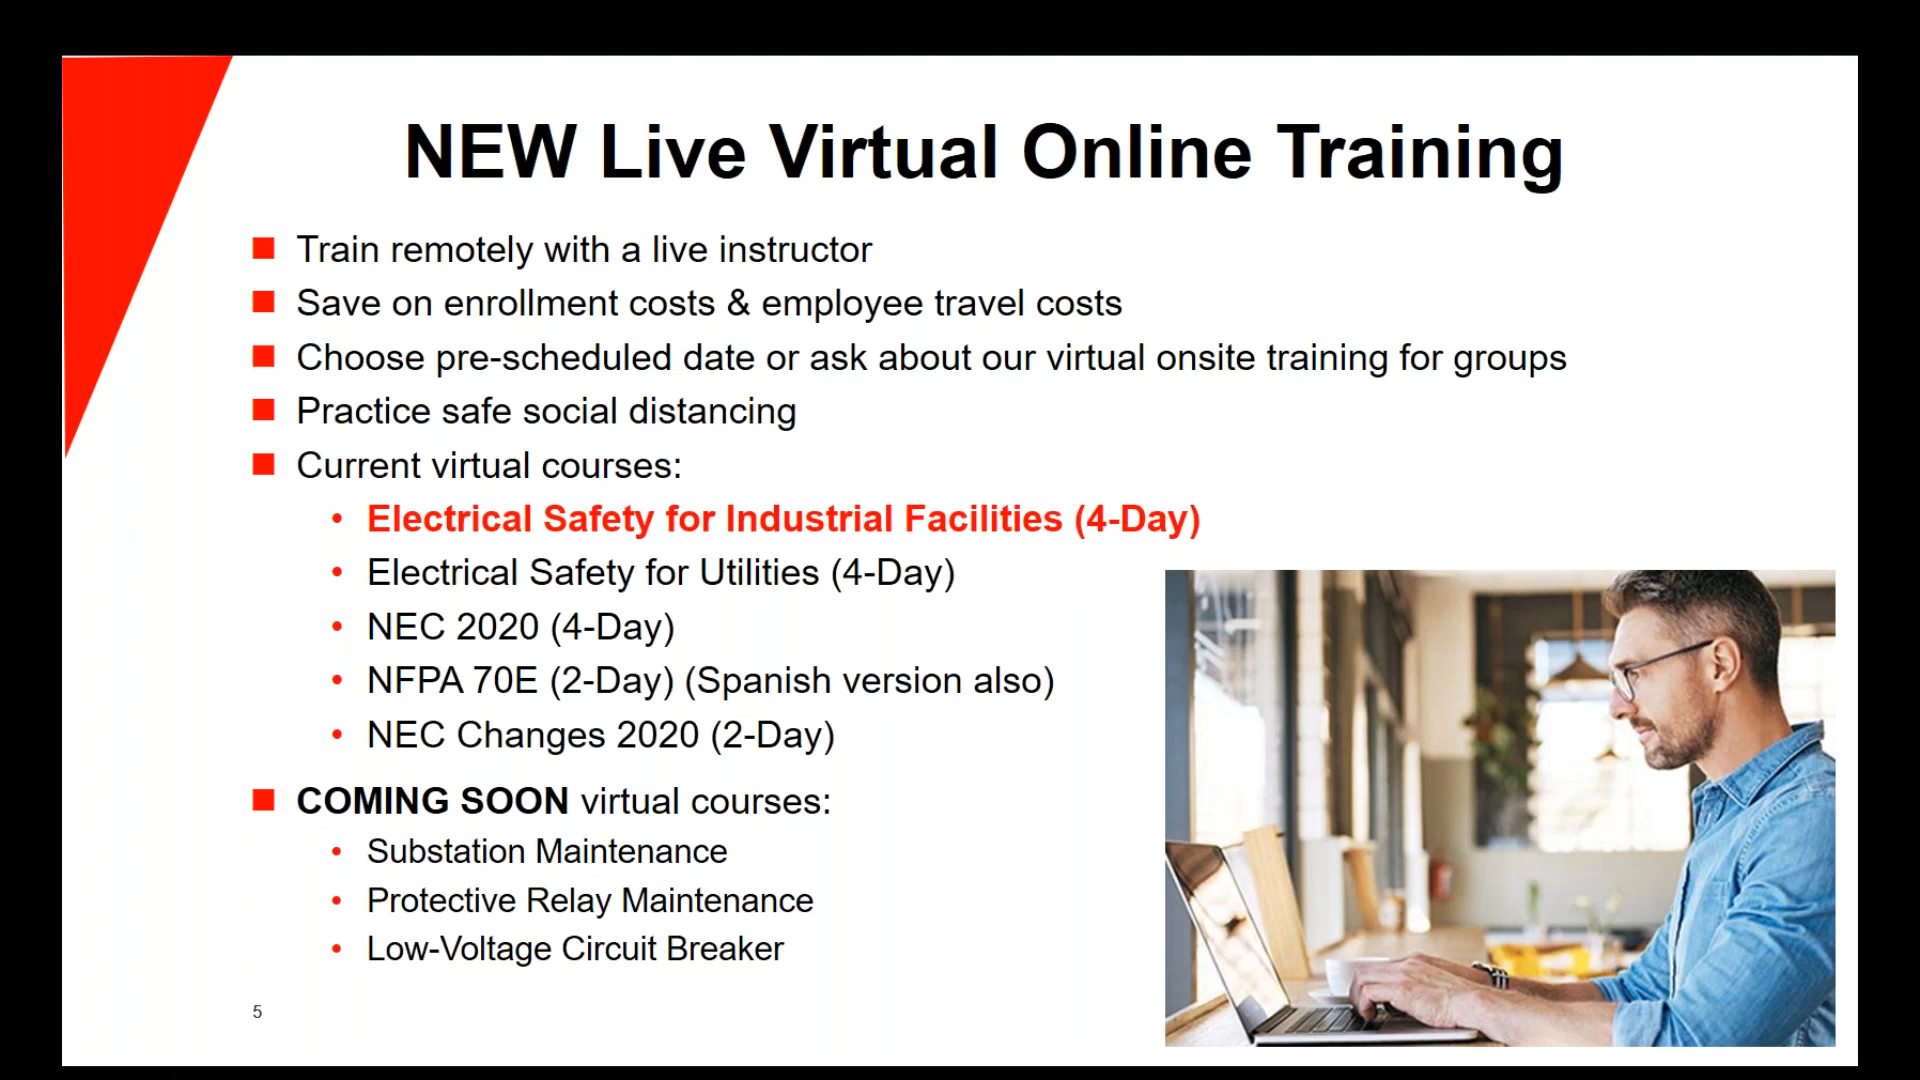 NEW Live Virtual Online Training
Train remotely with a live instructor
Save on enrollment costs & employee travel costs
Choose pre-scheduled date or ask about our virtual onsite training for groups
Practice safe social distancing
Current virtual courses:
Electrical Safety for Industrial Facilities (4-Day)
Electrical Safety for Utilities (4-Day)
NEC 2020 (4-Day)
NFPA 70E (2-Day) (Spanish version also)
NEC Changes 2020 (2-Day)
COMING SOON virtual courses:
Substation Maintenance
Protective Relay Maintenance
Low-Voltage Circuit Breaker
5